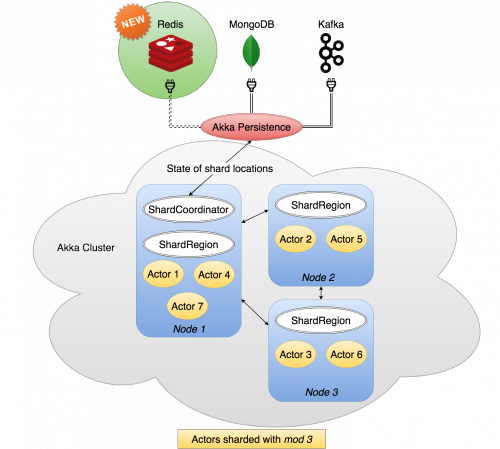 NEW
Redis
MongoDB
Kafka
Akka Persistence
State of shard locations
Akka Cluster
ShardCoordinator
ShardRegion
Actor 1
Actor 4
Actor 7
Node 1
ShardRegion
Actor 2
Actor 5
Node 2
ShardRegion
Actor 3
Actor 6
Node 3
Actors sharded with mod 3